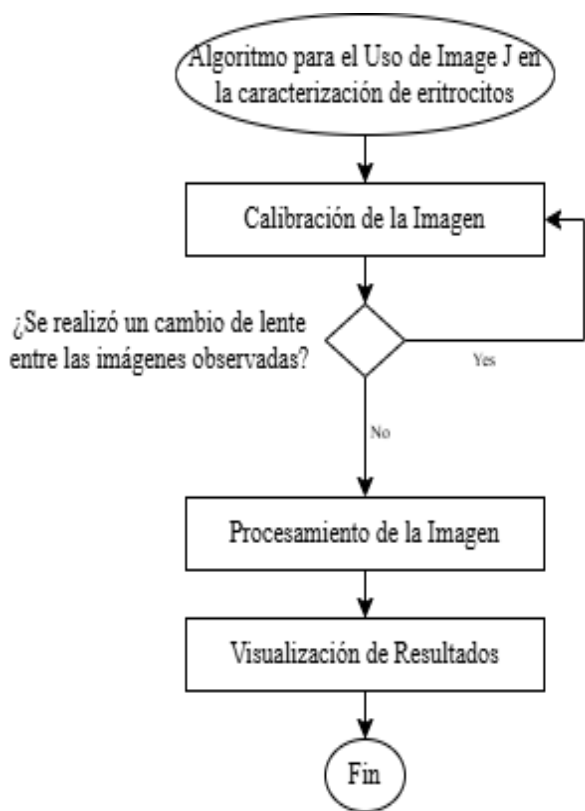 Algoritmo para el Uso de Image J en
la caracterización de eritrocitos
Calibración de la Imagen
¿Se realizó un cambio de lente
entre las imágenes observadas?
Yes
No
Procesamiento de la Imagen
Visualización de Resultados
Fin